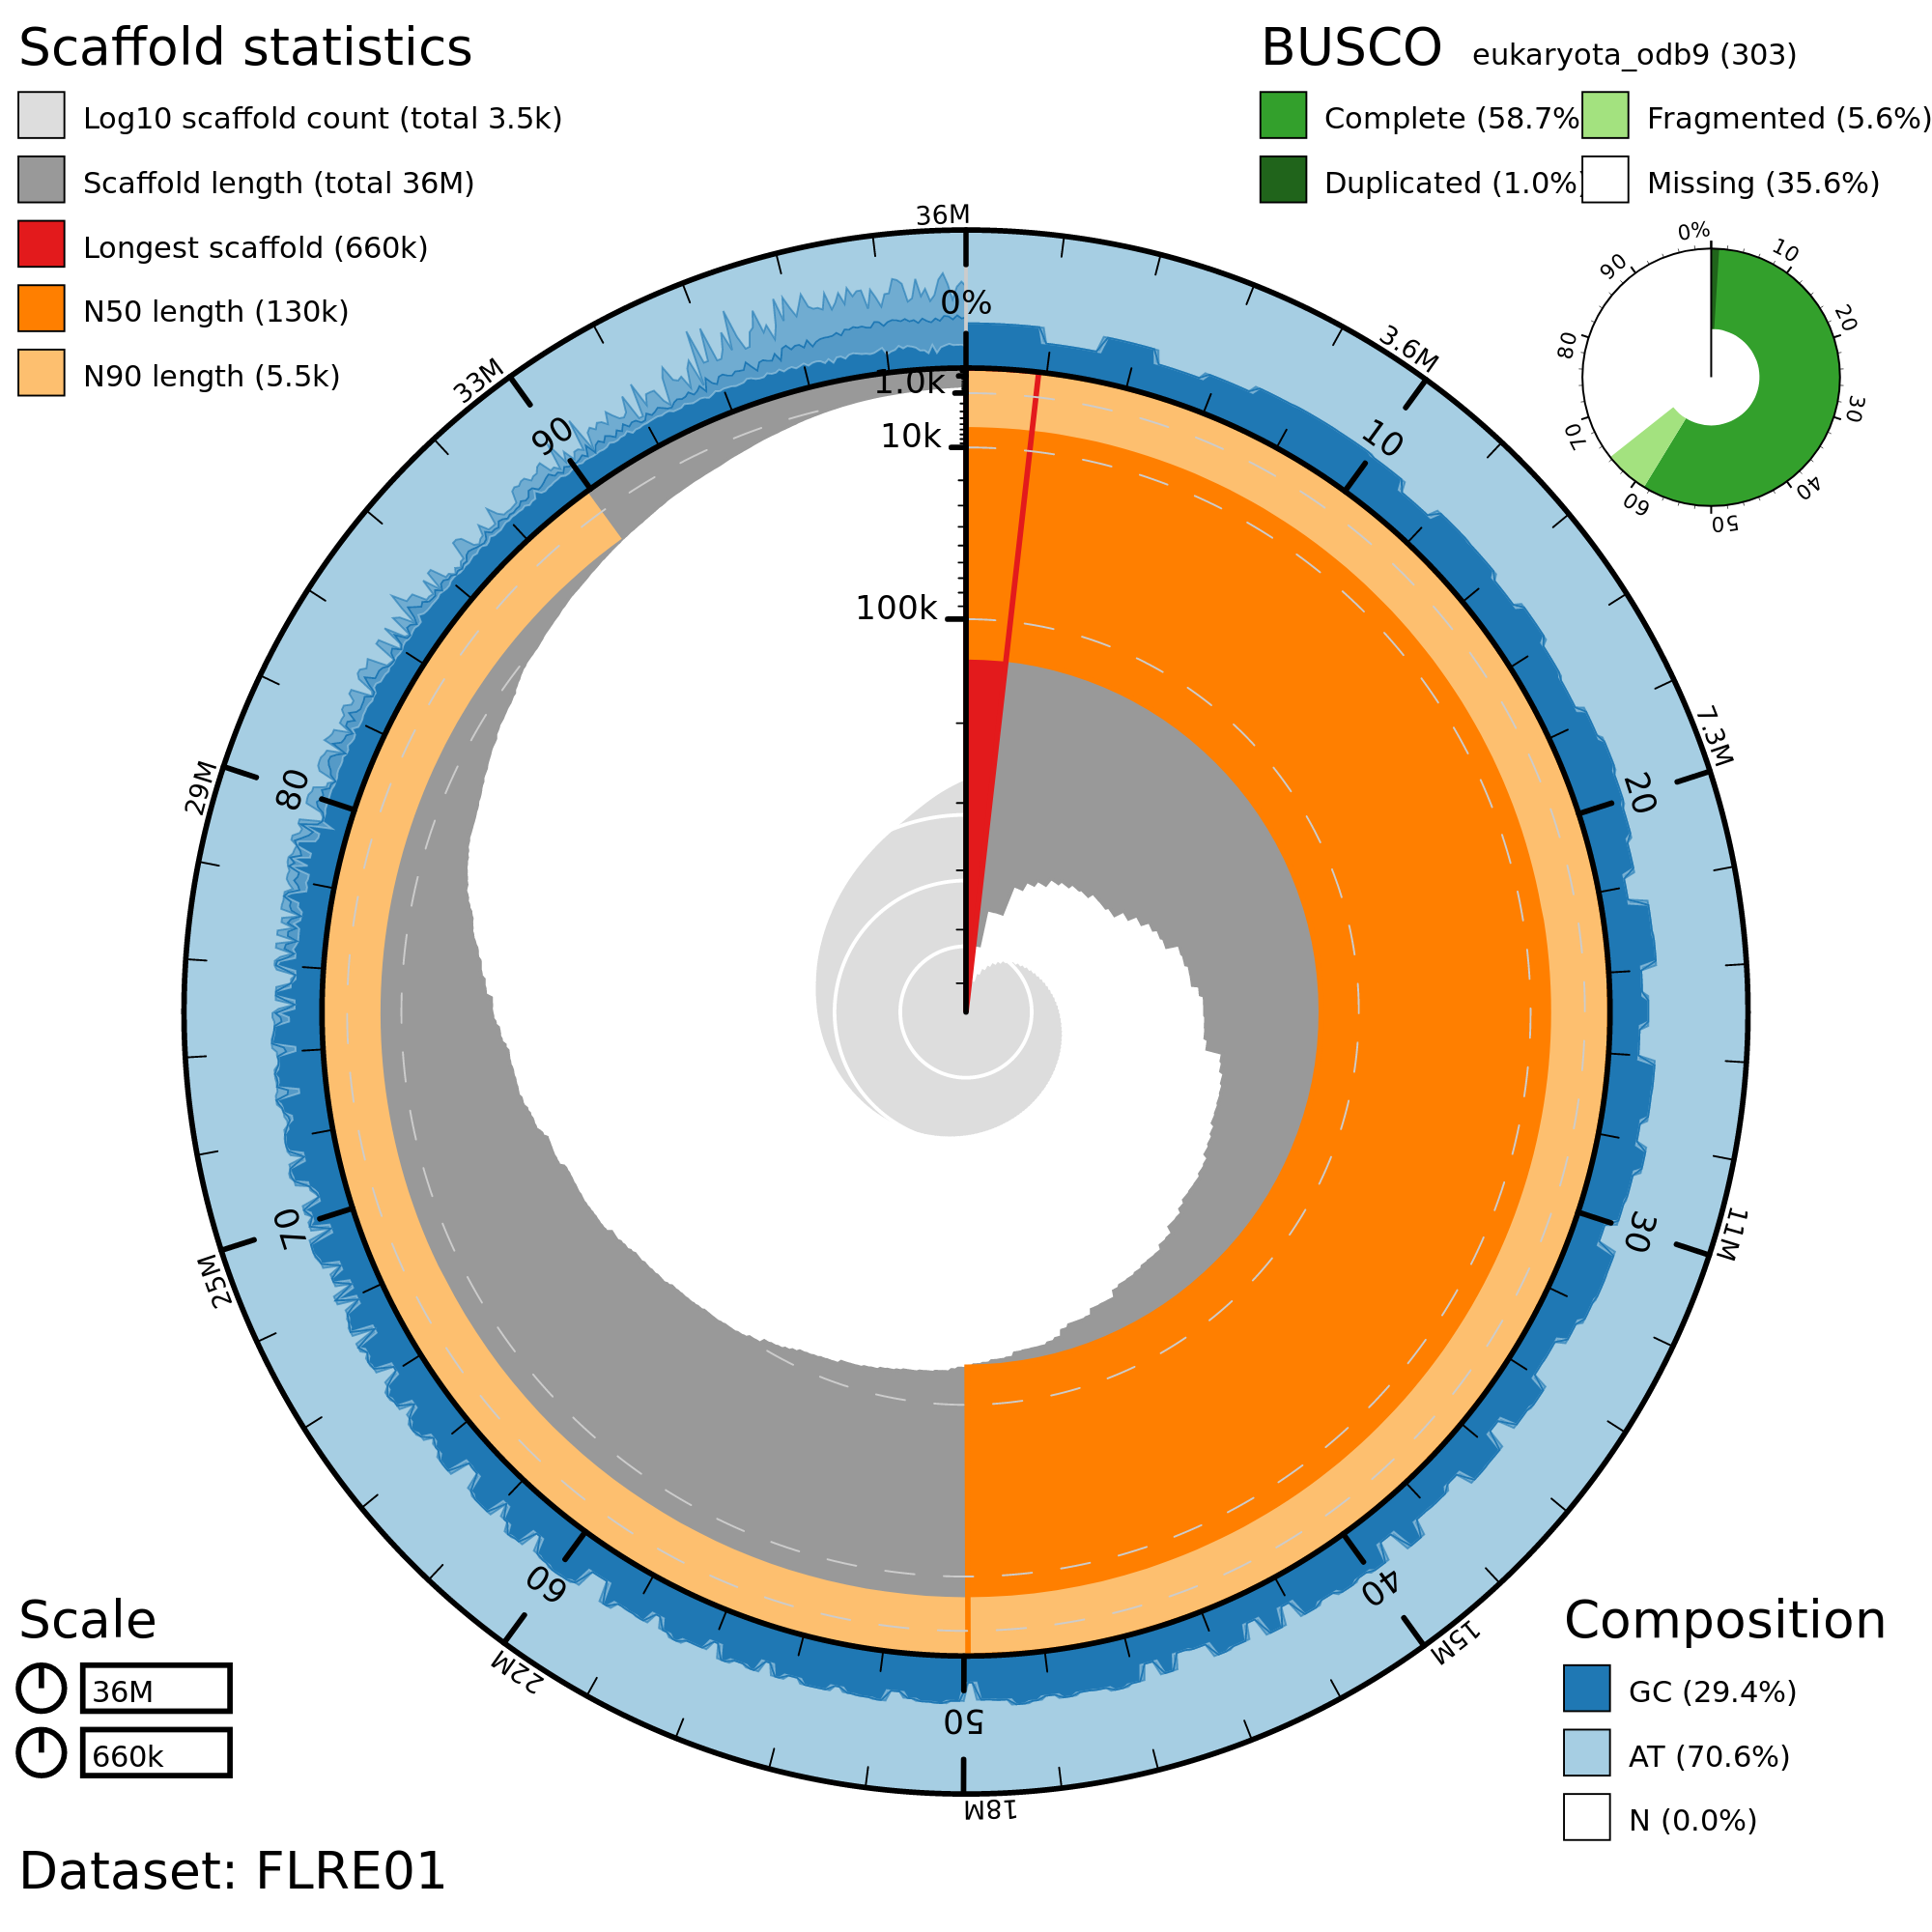 Scaffold statistics
Log10 scaffold count (total 3.5k)
Scaffold length (total 36M)
Longest scaffold (660k)
N50 length (130k)
N90 length (5.5k)
BUSCO eukaryota_odb9 (303)
Complete (58.7% Fragmented (5.6%)
Duplicated (1.0%) Missing (35.6%)
0%
10
20
30
40
50
60
70
80
90
36M
3.6M
7.3M
11M
15M
18M
22M
25M
29M
33M
0%
10
20
30
40
50
60
70
80
90
1.0k
10k
100k
Scale
36M
660k
Composition
GC (29.4%)
AT (70.6%)
N (0.0%)
Dataset: FLRE01